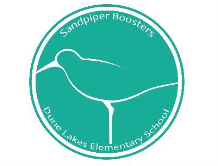 Sandpiper Boosters
Dune Lakes Elementary School